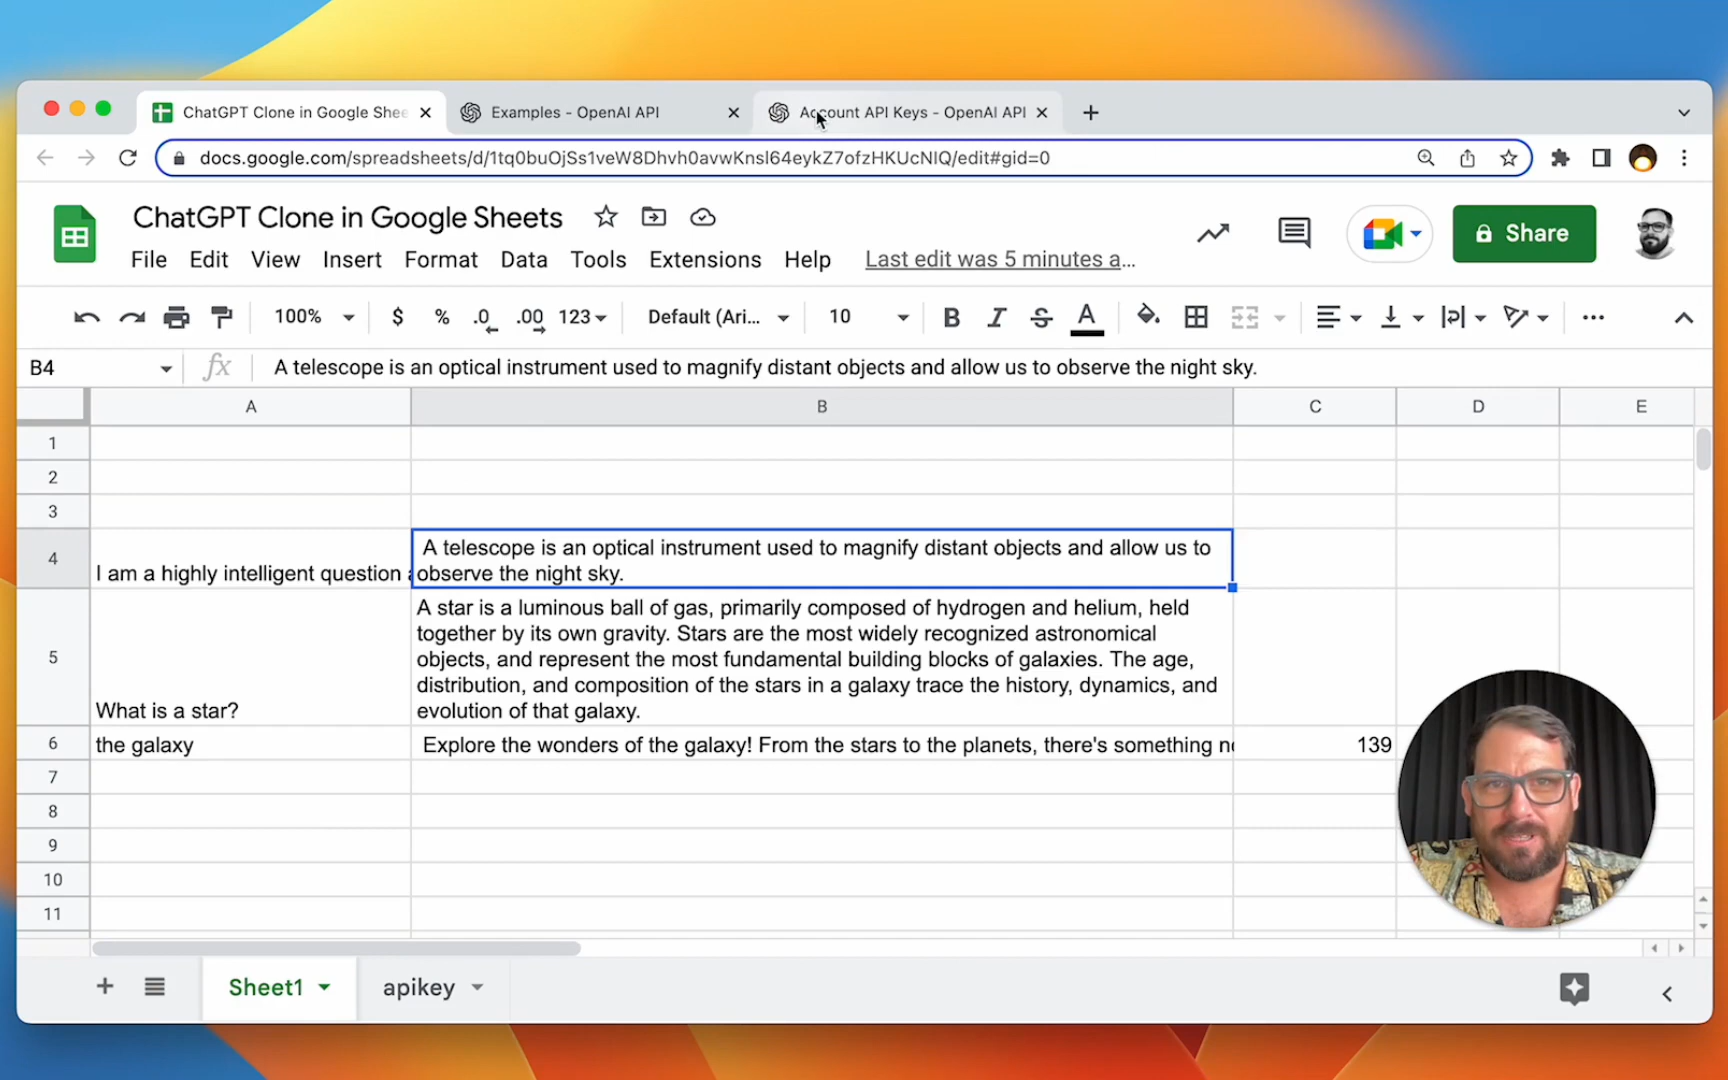 ChatGPT Clone in Google Shee
Examples - OpenAI API
Account API Keys - OpenAI API
docs.google.com/spreadsheets/d/1tq0buOjSs1veW8Dhvh0avwKnsl64eykZ7ofzHKUcNIQ/edit#gid=0
ChatGPT Clone in Google Sheets
File Edit View Insert Format Data Tools Extensions Help Last edit was 5 minutes a...
Share
100% $ % .0 .00 123 Default (Ari... 10 B I S A
B4 fx A telescope is an optical instrument used to magnify distant objects and allow us to observe the night sky.
A B C D E
1
2
3
4
I am a highly intelligent question a
A telescope is an optical instrument used to magnify distant objects and allow us to
observe the night sky.
5
What is a star?
A star is a luminous ball of gas, primarily composed of hydrogen and helium, held
together by its own gravity. Stars are the most widely recognized astronomical
objects, and represent the most fundamental building blocks of galaxies. The age,
distribution, and composition of the stars in a galaxy trace the history, dynamics, and
evolution of that galaxy.
6 the galaxy Explore the wonders of the galaxy! From the stars to the planets, there's something 139
7
8
9
10
11
Sheet1 apikey